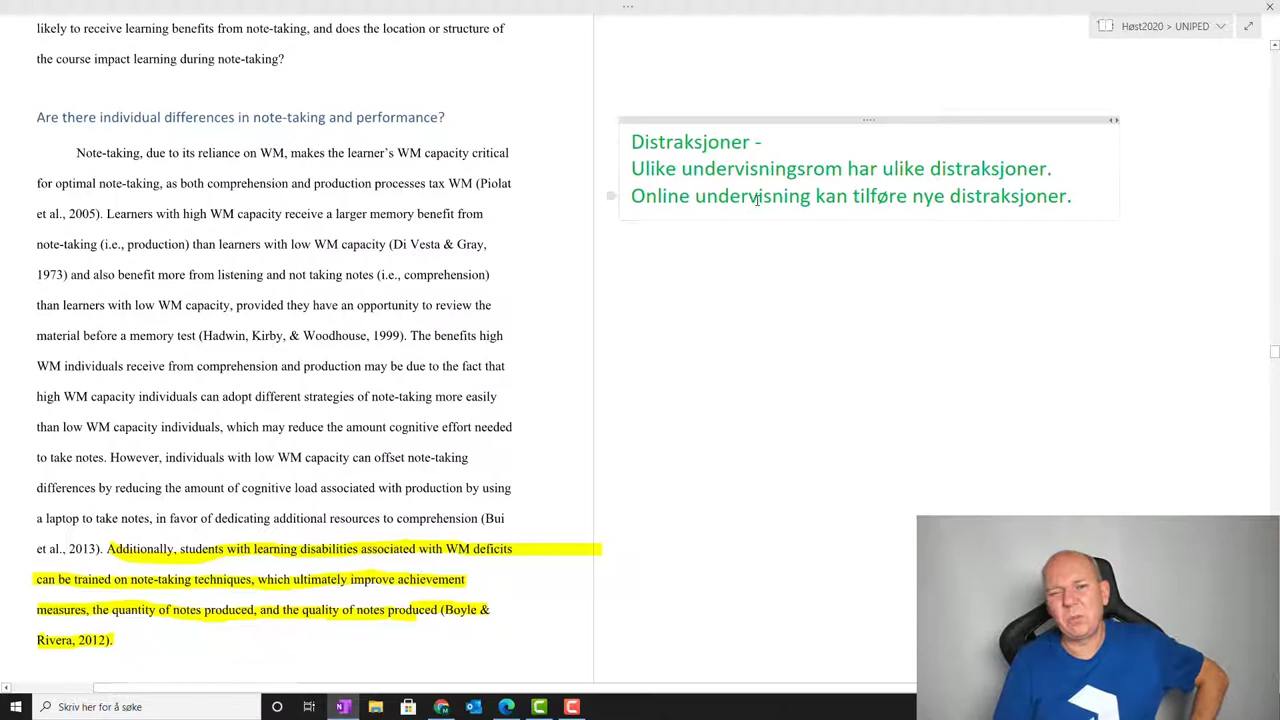 Høst2020 > UNIPED
likely to receive learning benefits from note-taking, and does the location or structure of
the course impact learning during note-taking?
Are there individual differences in note-taking and performance?
Note-taking, due to its reliance on WM, makes the learner's WM capacity critical
for optimal note-taking, as both comprehension and production processes tax WM (Piolat
et al., 2005). Learners with high WM capacity receive a larger memory benefit from
note-taking (i.e., production) than learners with low WM capacity (Di Vesta & Gray,
1973) and also benefit more from listening and not taking notes (i.e., comprehension)
than learners with low WM capacity, provided they have an opportunity to review the
material before a memory test (Hadwin, Kirby, & Woodhouse, 1999). The benefits high
WM individuals receive from comprehension and production may be due to the fact that
high WM capacity individuals can adopt different strategies of note-taking more easily
than low WM capacity individuals, which may reduce the amount cognitive effort needed
to take notes. However, individuals with low WM capacity can offset note-taking
differences by reducing the amount of cognitive load associated with production by using
a laptop to take notes, in favor of dedicating additional resources to comprehension (Bui
et al., 2013). Additionally, students with learning disabilities associated with WM deficits
can be trained on note-taking techniques, which ultimately improve achievement
measures, the quantity of notes produced, and the quality of notes produced (Boyle &
Rivera, 2012).
Distraksjoner -
Ulike undervisningsrom har ulike distraksjoner.
Online undervisning kan tilføre nye distraksjoner.
Skriv her for å søke